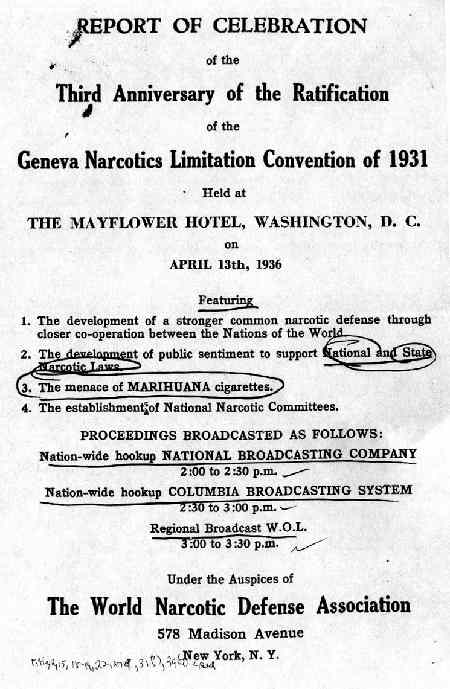 REPORT OF CELEBRATION
of the
Third Anniversary of the Ratification
of the
Geneva Narcotics Limitation Convention of 1931
Held at
THE MAYFLOWER HOTEL, WASHINGTON, D. C.
on
APRIL 13th, 1936
Featuring
1. The development of a stronger common narcotic defense through
closer co-operation between the Nations of the World.
2. The development of public sentiment to support National and State
Narcotic Laws.
3. The menace of MARIHUANA cigarettes.
4. The establishment of National Narcotic Committees.
PROCEEDINGS BROADCASTED AS FOLLOWS:
Nation-wide hookup NATIONAL BROADCASTING COMPANY
2:00 to 2:30 p.m.
Nation-wide hookup COLUMBIA BROADCASTING SYSTEM
2:30 to 3:00 p.m.
Regional Broadcast W.O.L.
3:00 to 3:30 p.m.
Under the Auspices of
The World Narcotic Defense Association
578 Madison Avenue
New York, N. Y.